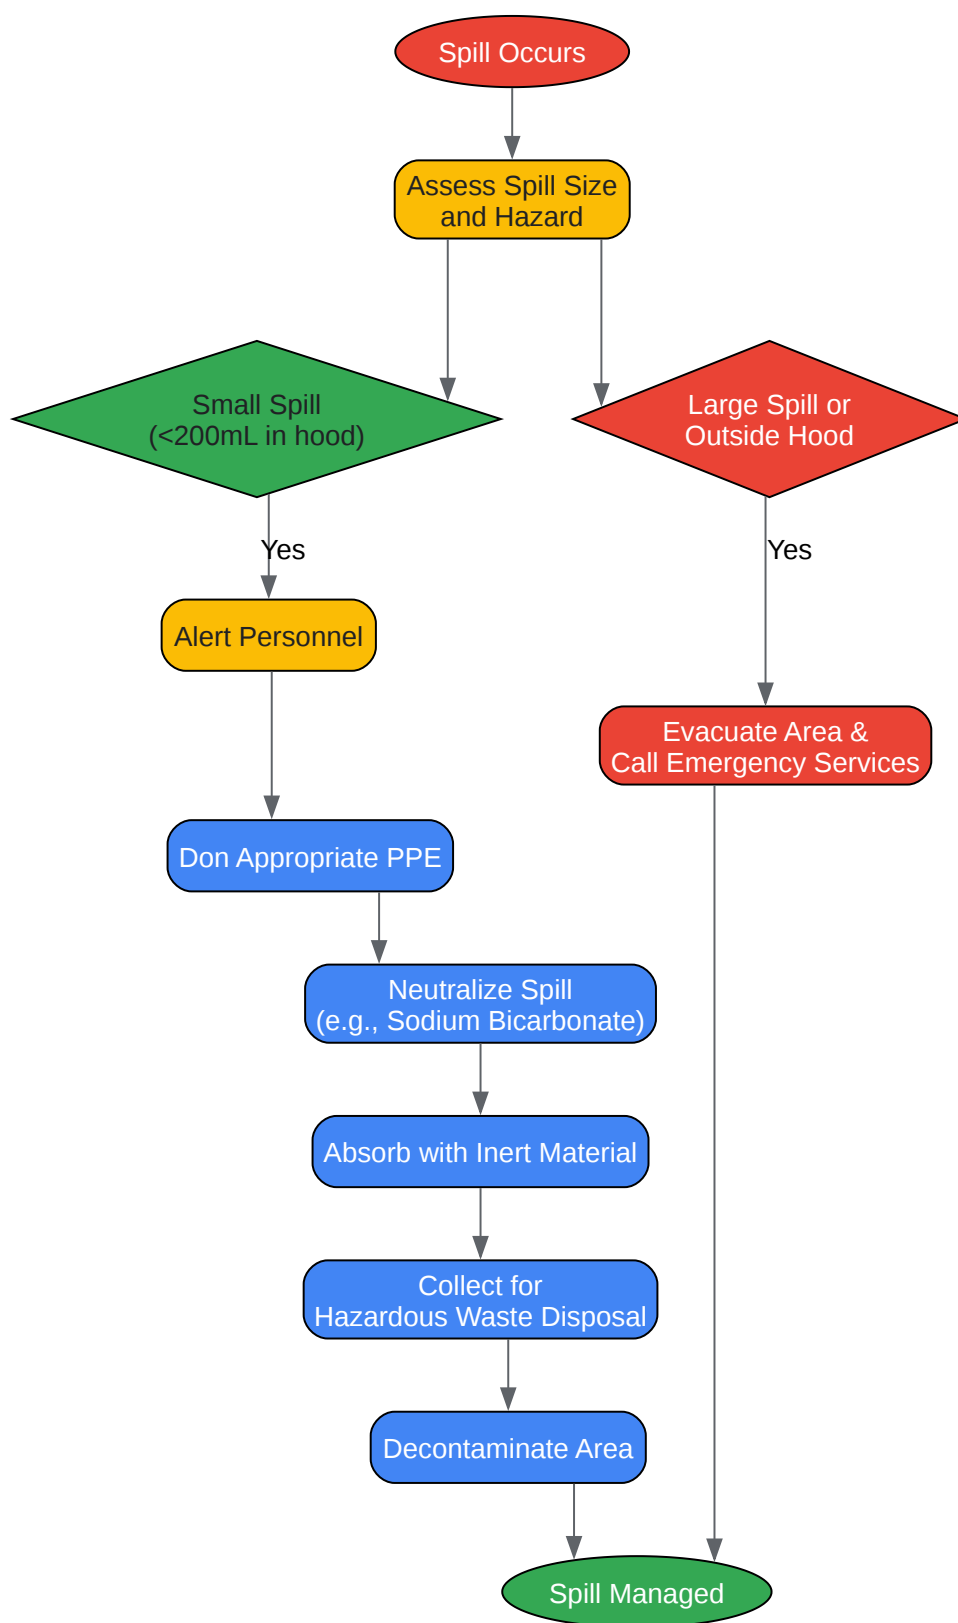 Spill Occurs
Assess Spill Size
and Hazard
Small Spill
(<200mL in hood)
Large Spill or
Outside Hood
Yes
Yes
Alert Personnel
Evacuate Area &
Call Emergency Services
Don Appropriate PPE
Neutralize Spill
(e.g., Sodium Bicarbonate)
Absorb with Inert Material
Collect for
Hazardous Waste Disposal
Decontaminate Area
Spill Managed